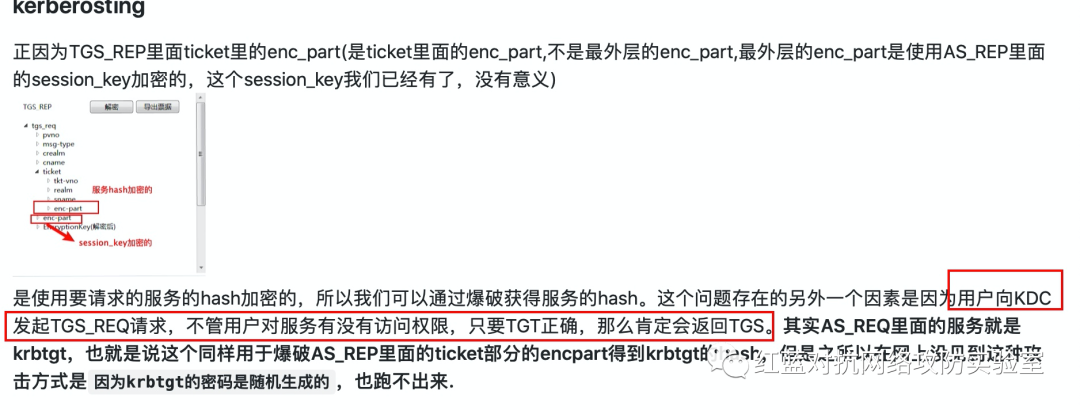 kerberosting
正因为TGS_REP里面ticket里的enc_part(是ticket里面的enc_part,不是最外层的enc_part,最外层的enc_part是使用AS_REP里面
的session_key加密的，这个session_key我们已经有了，没有意义)
TGS REP 解密 导出票据
tgs_req
pvno
msg-type
crealm
cname
ticket
tkt-vno
realm 服务hash加密的
sname
enc-part
enc-part
EncryptionKey(解密后)
session_key加密的
是使用要请求的服务的hash加密的，所以我们可以通过爆破获得服务的hash。这个问题存在的另外一个因素是因为用户向KDC
发起TGS_REQ请求，不管用户对服务有没有访问权限，只要TGT正确，那么肯定会返回TGS。其实AS_REQ里面的服务就是
krbtgt，也就是说这个同样用于爆破AS_REP里面的ticket部分的encpart得到krbtgt的hash，但是之所以在网上没见到这种攻
击方式是 因为krbtgt的密码是随机生成的 ，也跑不出来.
红蓝对抗网络攻防实验室